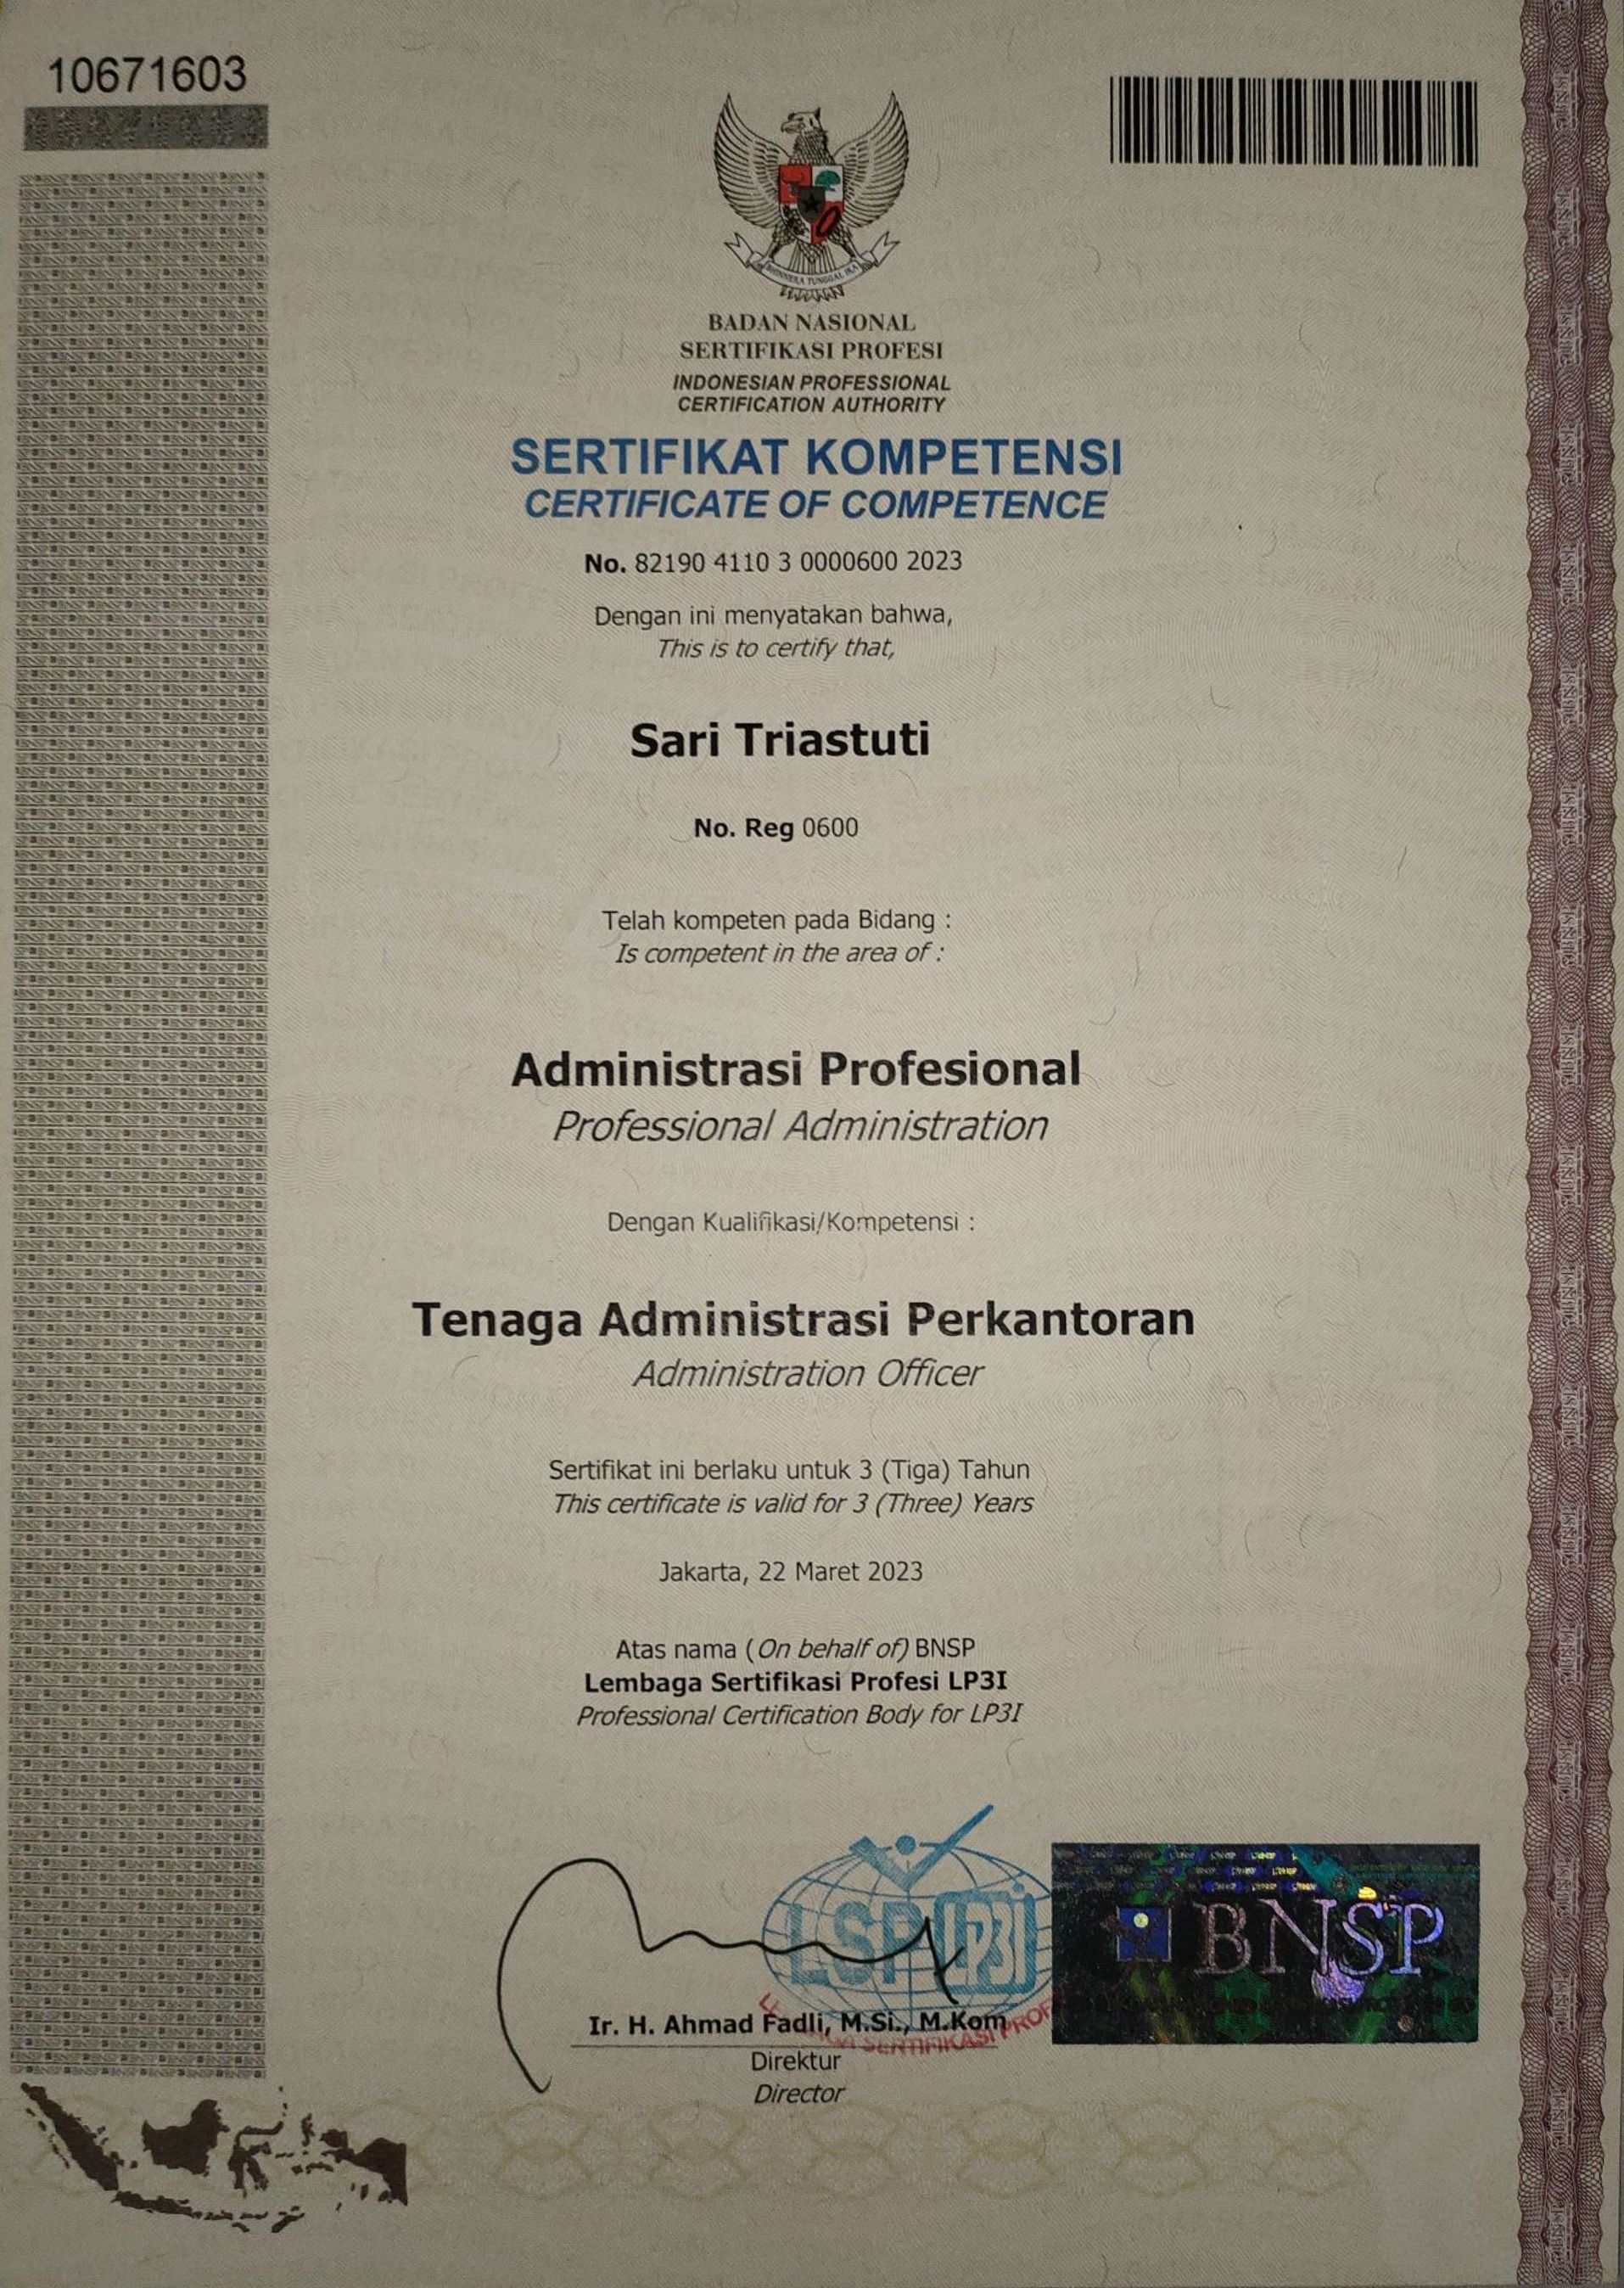 10671603
BHINNEKA TUNGGAL IKA
BADAN NASIONAL
SERTIFIKASI PROFESI
INDONESIAN PROFESSIONAL
CERTIFICATION AUTHORITY
SERTIFIKAT KOMPETENSI
CERTIFICATE OF COMPETENCE
No. 82190 4110 3 0000600 2023
Dengan ini menyatakan bahwa,
This is to certify that,
Sari Triastuti
No. Reg 0600
Telah kompeten pada Bidang :
Is competent in the area of :
Administrasi Profesional
Professional Administration
Dengan Kualifikasi/Kompetensi :
Tenaga Administrasi Perkantoran
Administration Officer
Sertifikat ini berlaku untuk 3 (Tiga) Tahun
This certificate is valid for 3 (Three) Years
Jakarta, 22 Maret 2023
Atas nama (On behalf of) BNSP
Lembaga Sertifikasi Profesi LP3I
Professional Certification Body for LP3I
LSP LP3I
SERTIFIKASI PROF
BNSP
Ir. H. Ahmad Fadli, M.Si., M.Kom
Direktur
Director